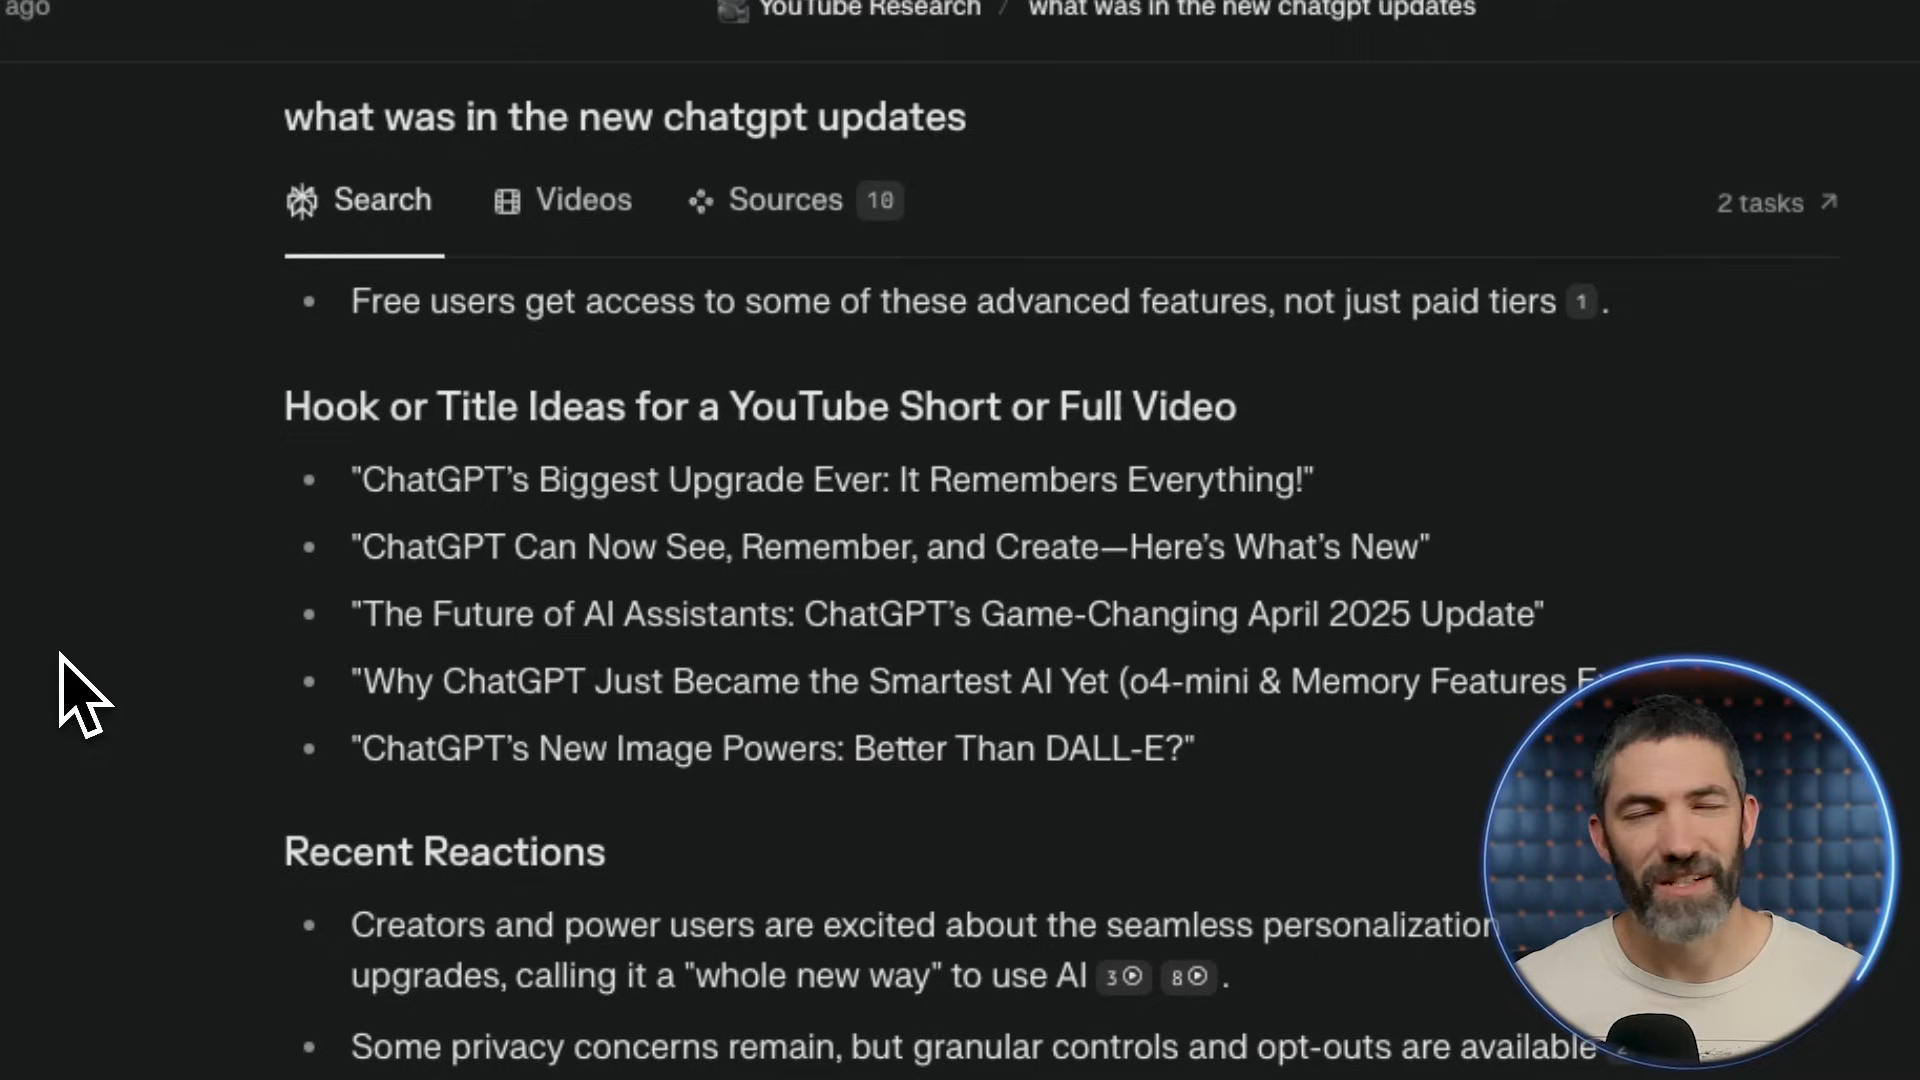 ago
YouTube Research / what was in the new chatgpt updates
what was in the new chatgpt updates
Search Videos Sources 10 2 tasks
Free users get access to some of these advanced features, not just paid tiers 1 .
Hook or Title Ideas for a YouTube Short or Full Video
"ChatGPT’s Biggest Upgrade Ever: It Remembers Everything!"
"ChatGPT Can Now See, Remember, and Create—Here’s What’s New"
"The Future of AI Assistants: ChatGPT’s Game-Changing April 2025 Update"
"Why ChatGPT Just Became the Smartest AI Yet (o4-mini & Memory Features
"ChatGPT’s New Image Powers: Better Than DALL-E?"
Recent Reactions
Creators and power users are excited about the seamless personalization
upgrades, calling it a "whole new way" to use AI 3 8 .
Some privacy concerns remain, but granular controls and opt-outs are available